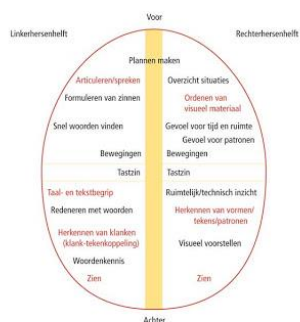 Voor
Linkerhersenhelft
Rechterhersenhelft
Plannen maken
Articuleren/spreken
Overzicht situaties
Formuleren van zinnen
Ordenen van
visueel materiaal
Snel woorden vinden
Gevoel voor tijd en ruimte
Gevoel voor patronen
Bewegingen
Bewegingen
Tastzin
Tastzin
Taal- en tekstbegrip
Ruimtelijk/technisch inzicht
Redeneren met woorden
Herkennen van vormen/
tekens/patronen
Herkennen van klanken
(klank-tekenkoppeling)
Visueel voorstellen
Woordenkennis
Zien
Zien
Achter